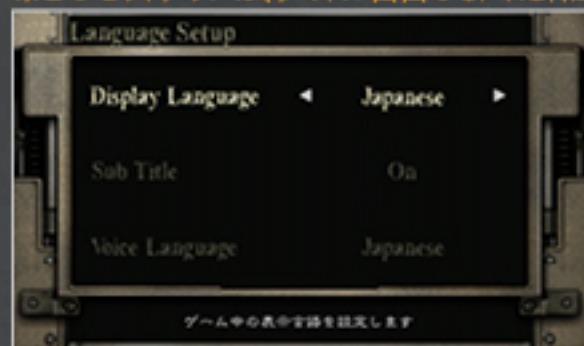 Language Setup
Display Language ◀ Japanese ▶
Sub Title On
Voice Language Japanese
ゲーム中の表示言語を設定します